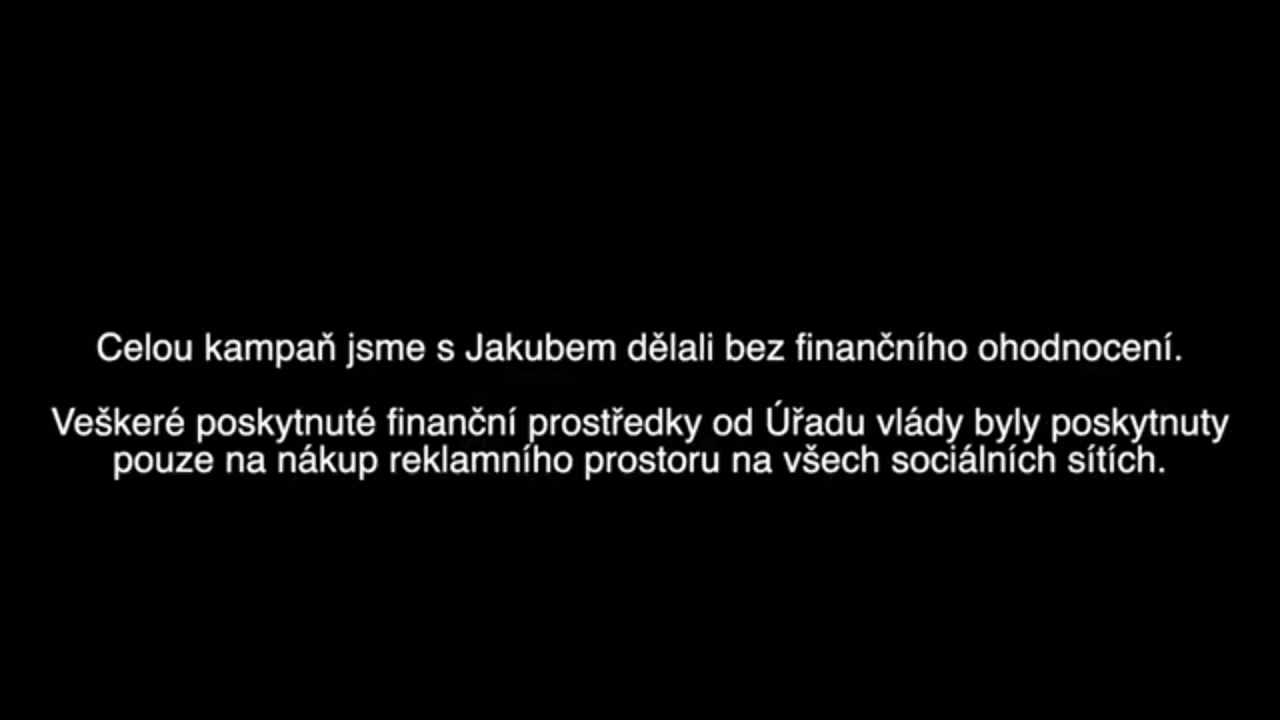 Celou kampaň jsme s Jakubem dělali bez finančního ohodnocení.
Veškeré poskytnuté finanční prostředky od Úřadu vlády byly poskytnuty
pouze na nákup reklamního prostoru na všech sociálních sítích.